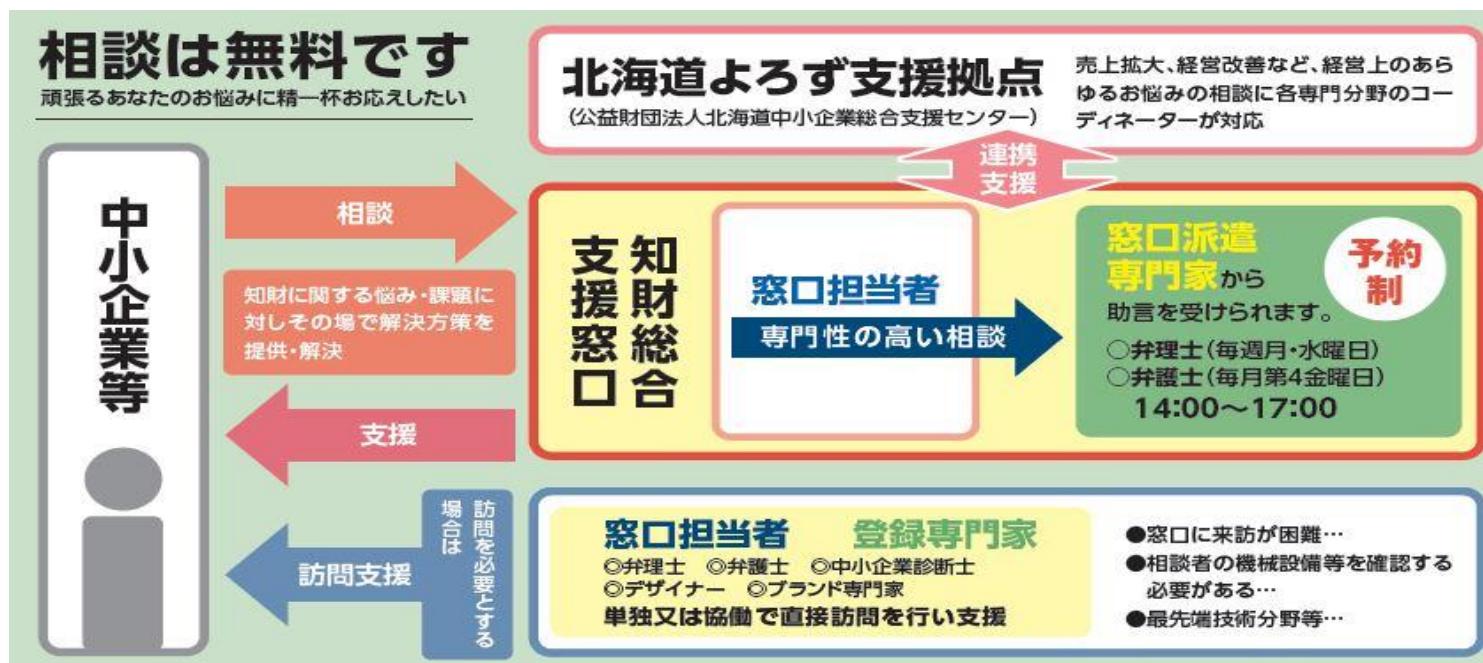 相談は無料です
頑張るあなたのお悩みに精一杯お応えしたい
北海道よろず支援拠点
（公益財団法人北海道中小企業総合支援センター）
売上拡大、経営改善など、経営上のあら
ゆるお悩みの相談に各専門分野のコー
ディネーターが対応
連携
支援
中小企業等
相談
知財に関する悩み・課題に
対しその場で解決方策を
提供・解決
支援
知財総合
支援窓口
窓口担当者
専門性の高い相談
窓口派遣
専門家から
助言を受けられます。
予約
制
○弁理士（毎週月・水曜日）
○弁護士（毎月第4金曜日）
14:00～17:00
訪問支援
訪問を必要とする
場合は
窓口担当者 登録専門家
◎弁理士 ◎弁護士 ◎中小企業診断士
◎デザイナー ◎ブランド専門家
単独又は協働で直接訪問を行い支援
●窓口に来訪が困難…
●相談者の機械設備等を確認する
必要がある…
●最先端技術分野等…